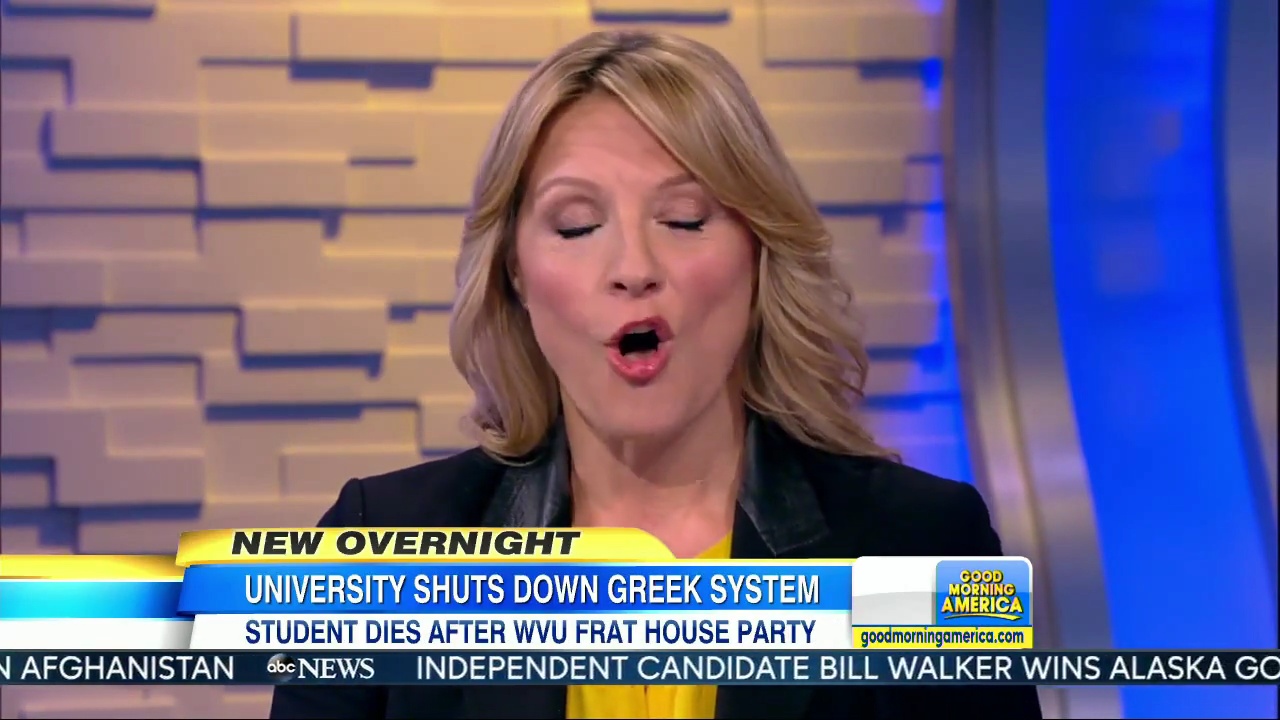 NEW OVERNIGHT
UNIVERSITY SHUTS DOWN GREEK SYSTEM
STUDENT DIES AFTER WVU FRAT HOUSE PARTY
GOOD
MORNING
AMERICA
goodmorningamerica.com
N AFGHANISTAN abc NEWS INDEPENDENT CANDIDATE BILL WALKER WINS ALASKA GO